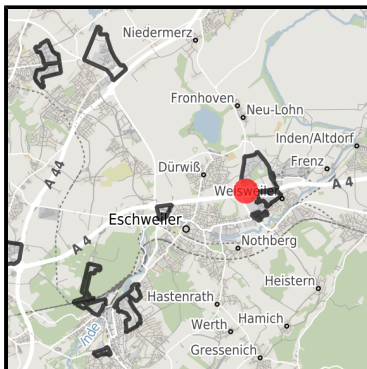 Niedermerz
Fronhoven
Neu-Lohn
Inden/Altdorf
Frenz
Dürwiß
Weisweiler
A 44
A 4
A 4
Eschweiler
Nothberg
Heistern
Hastenrath
Hamich
Werth
Inde
Gressenich